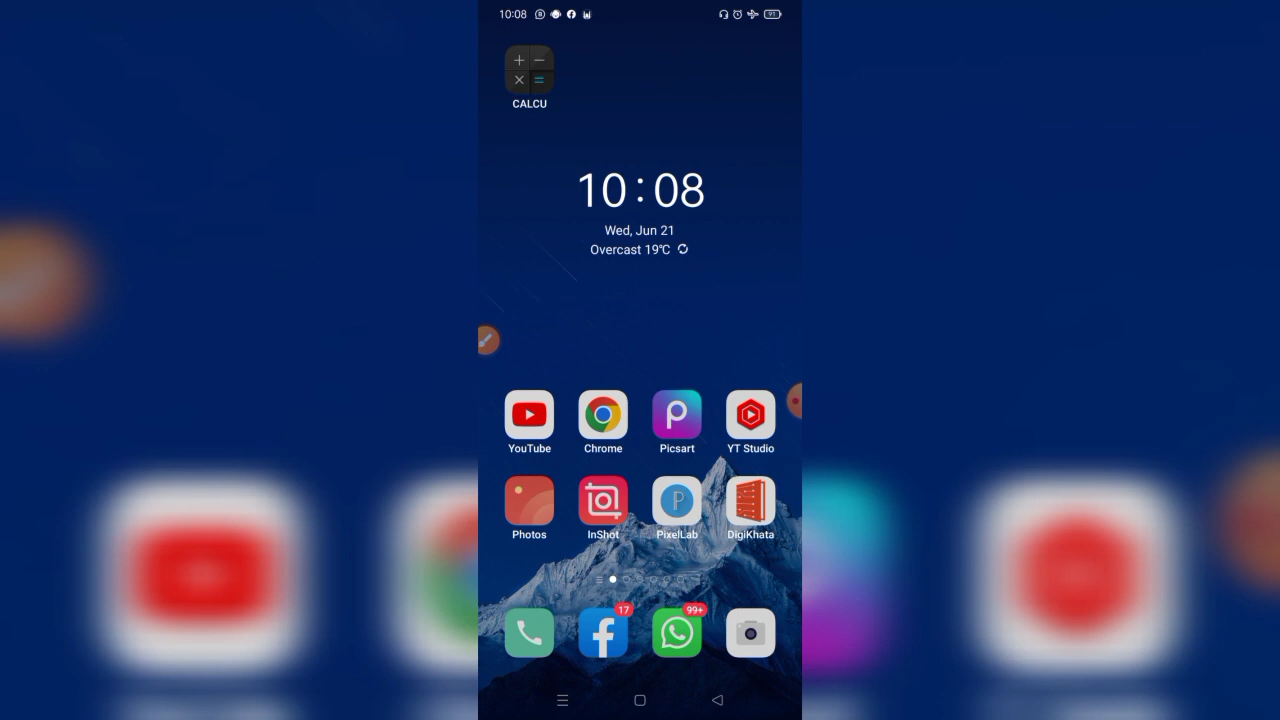 10:08
91
CALCU
10:08
Wed, Jun 21
Overcast 19℃
YouTube Chrome Picsart YT Studio
Photos InShot PixelLab DigiKhata
17 99+